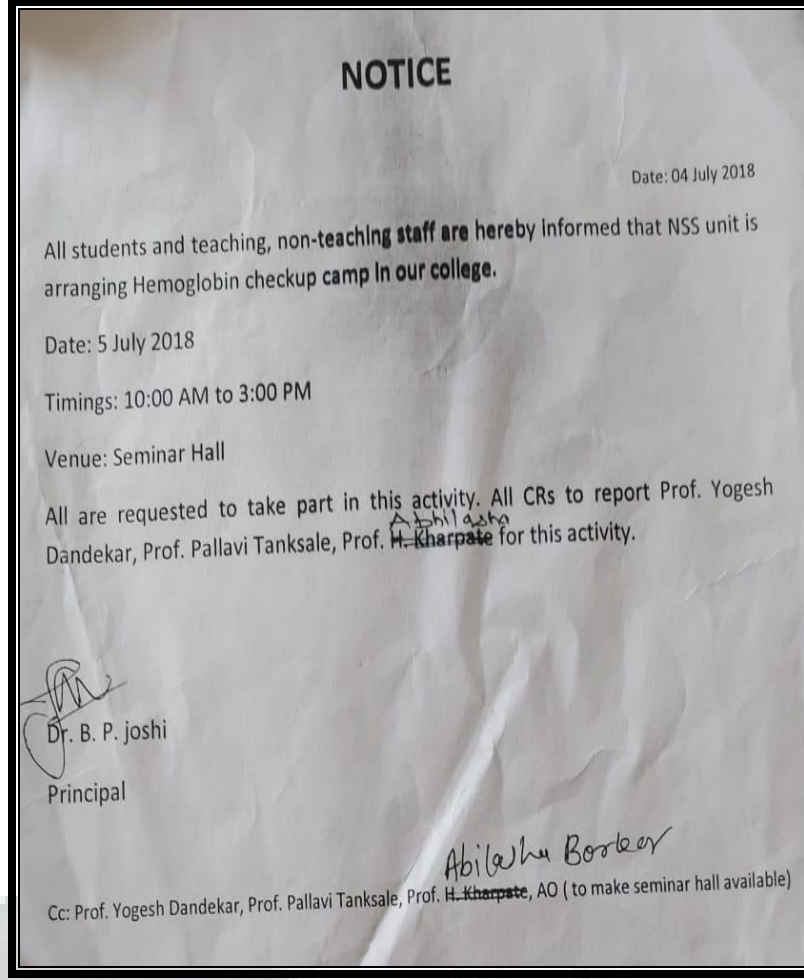 NOTICE
Date: 04 July 2018
All students and teaching, non-teaching staff are hereby informed that NSS unit is
arranging Hemoglobin checkup camp in our college.
Date: 5 July 2018
Timings: 10:00 AM to 3:00 PM
Venue: Seminar Hall
All are requested to take part in this activity. All CRs to report Prof. Yogesh
Abhilasha
Dandekar, Prof. Pallavi Tanksale, Prof. H. Kharpate for this activity.
Dr. B. P. joshi
Principal
Cc: Prof. Yogesh Dandekar, Prof. Pallavi Tanksale, Prof. H. Kharpate, AO ( to make seminar hall available)